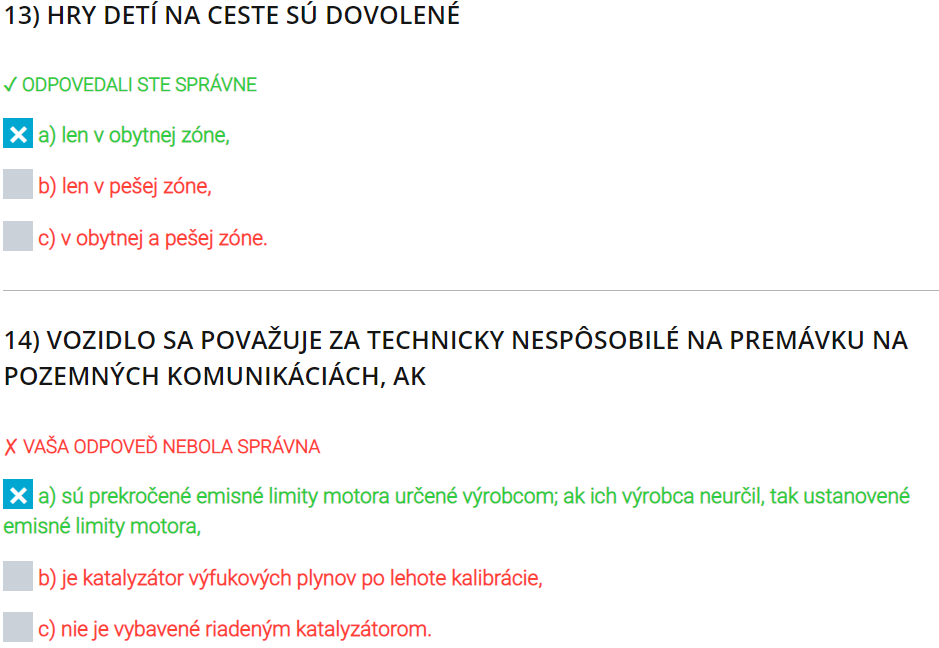 13) HRY DETÍ NA CESTE SÚ DOVOLENÉ
✓ ODPOVEDALI STE SPRÁVNE
a) len v obytnej zóne,
b) len v pešej zóne,
c) v obytnej a pešej zóne.
14) VOZIDLO SA POVAŽUJE ZA TECHNICKY NESPÔSOBILÉ NA PREMÁVKU NA
POZEMNÝCH KOMUNIKÁCIÁCH, AK
✗ VAŠA ODPOVEĎ NEBOLA SPRÁVNA
a) sú prekročené emisné limity motora určené výrobcom; ak ich výrobca neurčil, tak ustanovené
emisné limity motora,
b) je katalyzátor výfukových plynov po lehote kalibrácie,
c) nie je vybavené riadeným katalyzátorom.